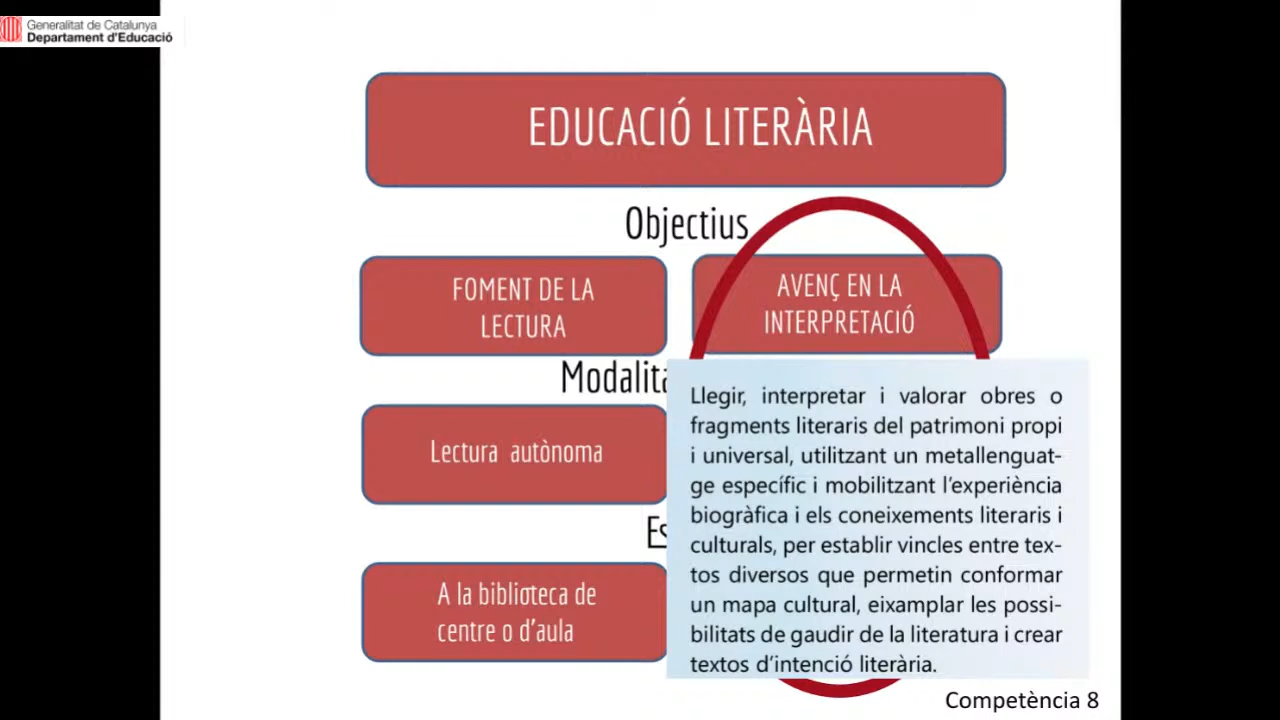 Generalitat de Catalunya
Departament d'Educació
EDUCACIÓ LITERÀRIA
Objectius
FOMENT DE LA
LECTURA
AVENÇ EN LA
INTERPRETACIÓ
Modalita
Lectura autònoma
Es
A la biblioteca de
centre o d'aula
Llegir, interpretar i valorar obres o
fragments literaris del patrimoni propi
i universal, utilitzant un metallenguat-
ge específic i mobilitzant l'experiència
biogràfica i els coneixements literaris i
culturals, per establir vincles entre tex-
tos diversos que permetin conformar
un mapa cultural, eixamplar les possi-
bilitats de gaudir de la literatura i crear
textos d'intenció literària.
Competència 8